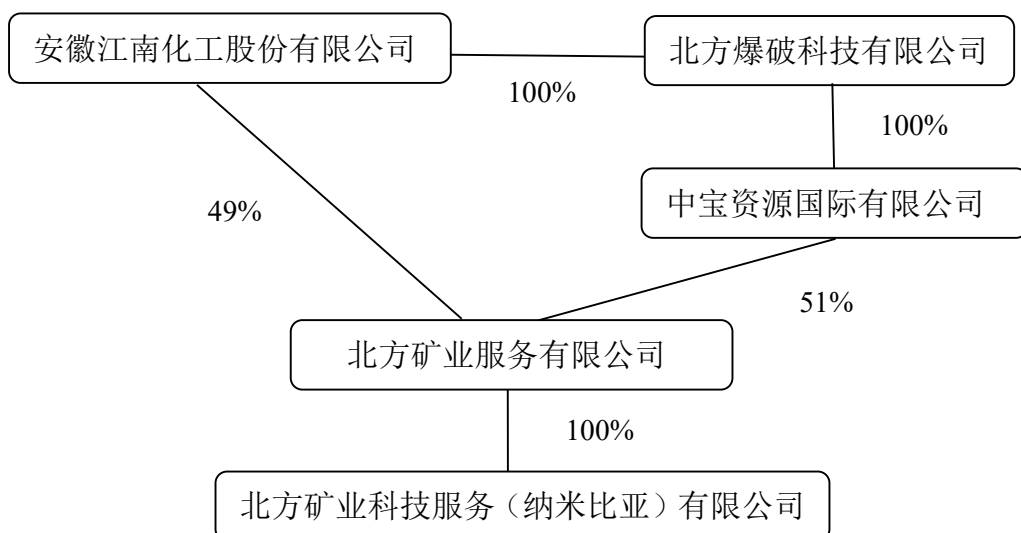 安徽江南化工股份有限公司
北方爆破科技有限公司
100%
100%
中宝资源国际有限公司
49%
51%
北方矿业服务有限公司
100%
北方矿业科技服务（纳米比亚）有限公司